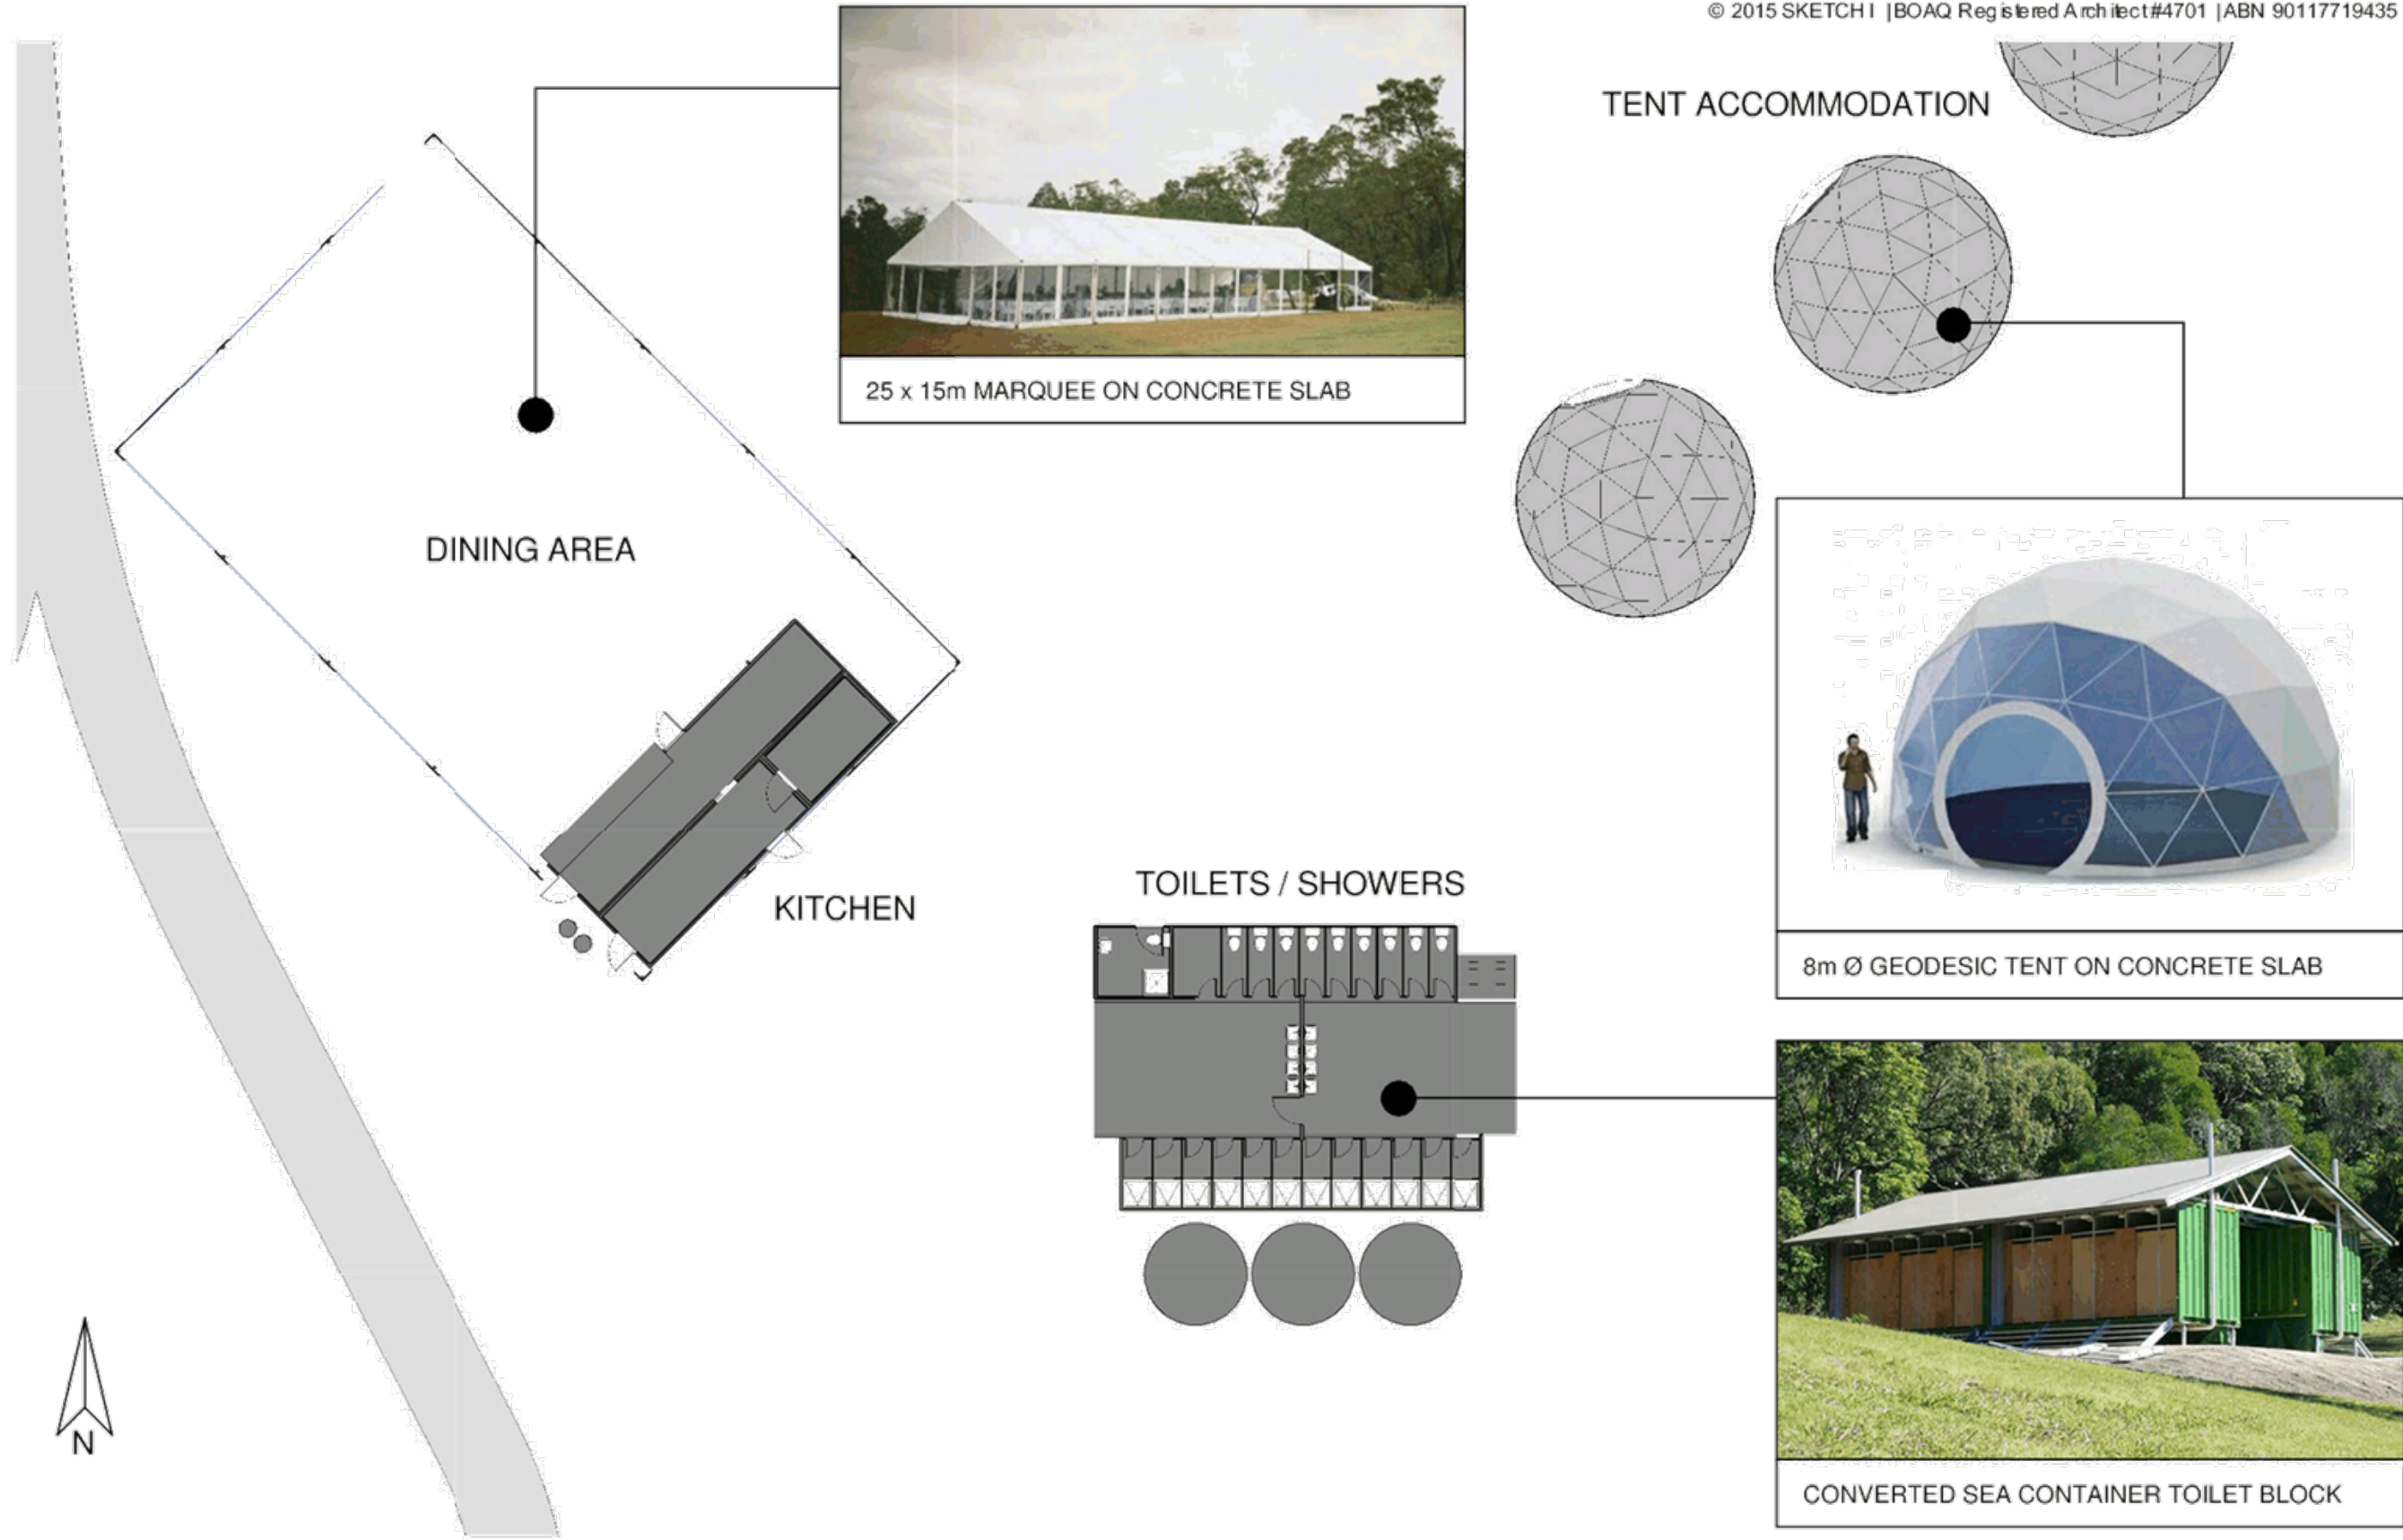 © 2015 SKETCH I | BOAQ Registered Architect #4701 | ABN 90117719435
TENT ACCOMMODATION
25 x 15m MARQUEE ON CONCRETE SLAB
DINING AREA
KITCHEN
TOILETS / SHOWERS
8m Ø GEODESIC TENT ON CONCRETE SLAB
N
CONVERTED SEA CONTAINER TOILET BLOCK